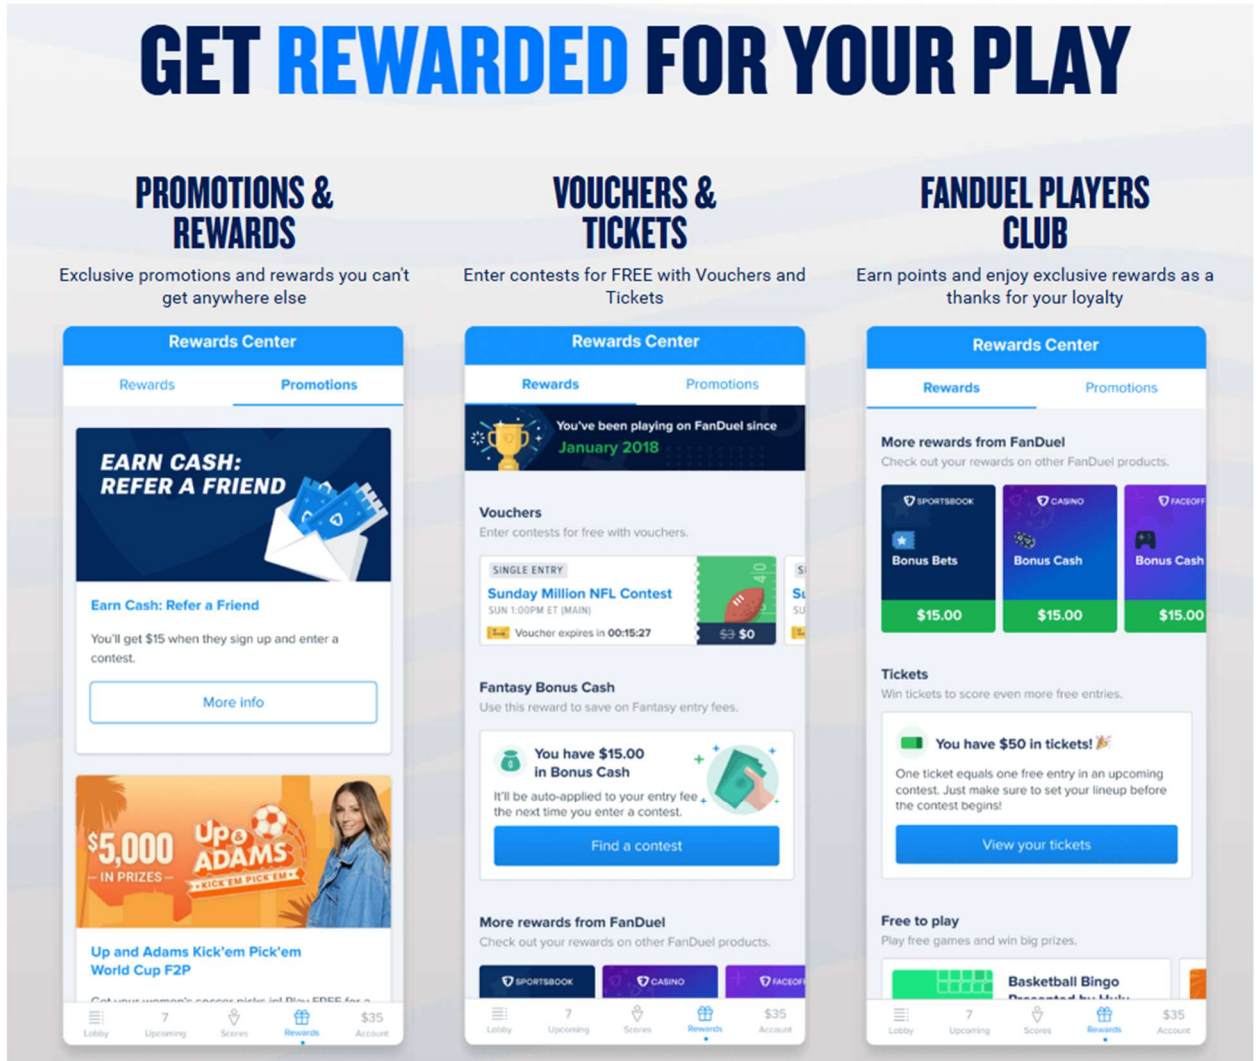 GET REWARDED FOR YOUR PLAY
PROMOTIONS &
REWARDS
Exclusive promotions and rewards you can't
get anywhere else
Rewards Center
Rewards
Promotions
EARN CASH:
REFER A FRIEND
Earn Cash: Refer a Friend
You'll get $15 when they sign up and enter a
contest.
More info
$5,000
IN PRIZES
UP &
ADAMS
KICK'EM PICK'EM
Up and Adams Kick'em Pick'em
World Cup F2P
Got your women's soccer picks in! Play FREE for a
Lobby
7
Upcoming
Scores
Rewards
$35
Account
VOUCHERS &
TICKETS
Enter contests for FREE with Vouchers and
Tickets
Rewards Center
Rewards
Promotions
You've been playing on FanDuel since
January 2018
Vouchers
Enter contests for free with vouchers.
SINGLE ENTRY
Sunday Million NFL Contest
SUN 1:00PM ET (MAIN)
Voucher expires in 00:15:27
40
$3 $0
Fantasy Bonus Cash
Use this reward to save on Fantasy entry fees.
You have $15.00
in Bonus Cash
It'll be auto-applied to your entry fee
the next time you enter a contest.
Find a contest
More rewards from FanDuel
Check out your rewards on other FanDuel products.
SPORTSBOOK
CASINO
FACEOFF
Lobby
7
Upcoming
Scores
Rewards
$35
Account
FANDUEL PLAYERS
CLUB
Earn points and enjoy exclusive rewards as a
thanks for your loyalty
Rewards Center
Rewards
Promotions
More rewards from FanDuel
Check out your rewards on other FanDuel products.
SPORTSBOOK
Bonus Bets
$15.00
CASINO
Bonus Cash
$15.00
FACEOFF
Bonus Cash
$15.00
Tickets
Win tickets to score even more free entries.
You have $50 in tickets! 🎉
One ticket equals one free entry in an upcoming
contest. Just make sure to set your lineup before
the contest begins!
View your tickets
Free to play
Play free games and win big prizes.
Basketball Bingo
Presented by Hulu
Lobby
7
Upcoming
Scores
Rewards
$35
Account